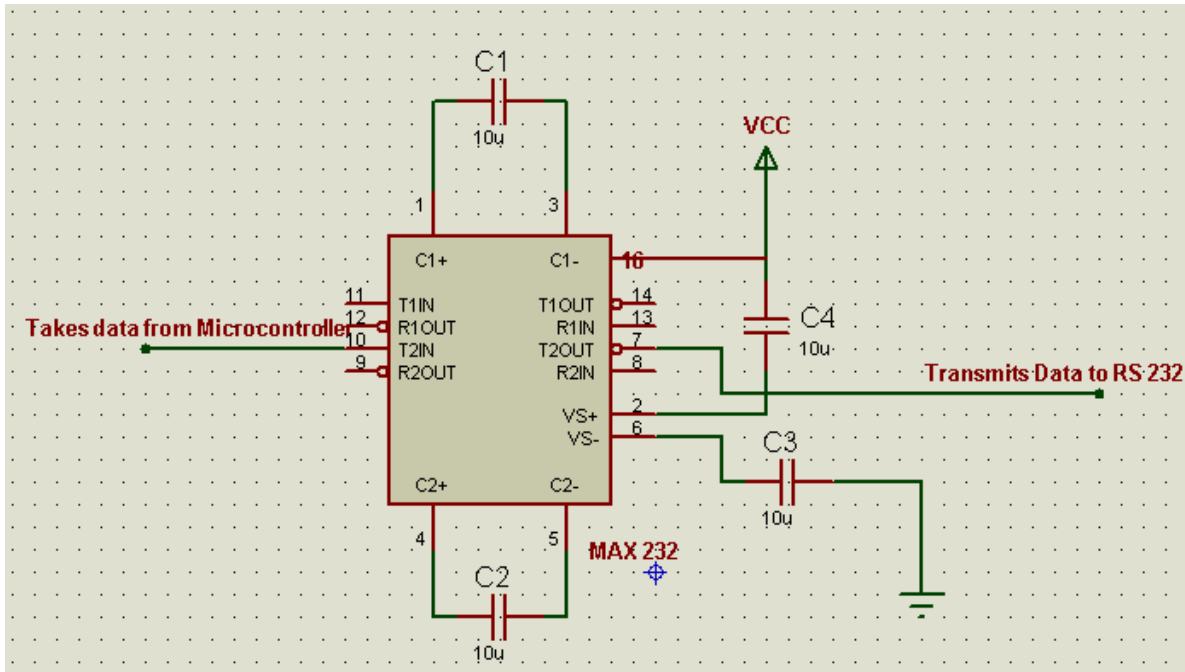 C1
10u
VCC
1
3
C1+
C1-
16
11
T1IN
T1OUT
14
12
R1OUT
R1IN
13
Takes data from Microcontroller
10
T2IN
T2OUT
7
9
R2OUT
R2IN
8
C4
10u
Transmits Data to RS 232
VS+
2
VS-
6
C3
10u
C2+
C2-
4
5
MAX 232
C2
10u